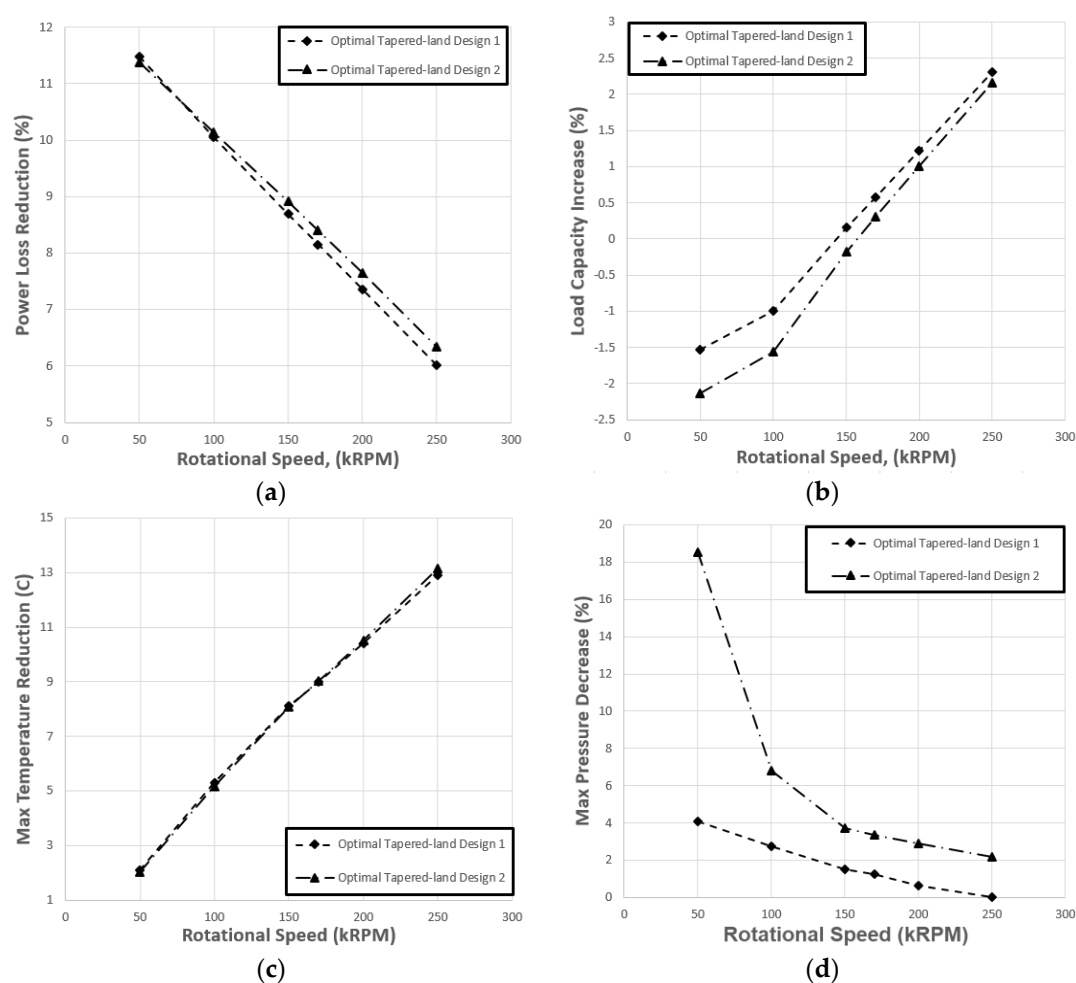 12
11
10
9
8
7
6
5
0 50 100 150 200 250 300
Power Loss Reduction (%)
Rotational Speed, (kRPM)
Optimal Tapered-land Design 1
Optimal Tapered-land Design 2
(a)
3
2.5
2
1.5
1
0.5
0
-0.5
-1
-1.5
-2
-2.5
0 50 100 150 200 250 300
Load Capacity Increase (%)
Rotational Speed, (kRPM)
Optimal Tapered-land Design 1
Optimal Tapered-land Design 2
(b)
15
13
11
9
7
5
3
1
0 50 100 150 200 250 300
Max Temperature Reduction (C)
Rotational Speed (kRPM)
Optimal Tapered-land Design 1
Optimal Tapered-land Design 2
(c)
20
18
16
14
12
10
8
6
4
2
0
0 50 100 150 200 250 300
Max Pressure Decrease (%)
Rotational Speed (kRPM)
Optimal Tapered-land Design 1
Optimal Tapered-land Design 2
(d)